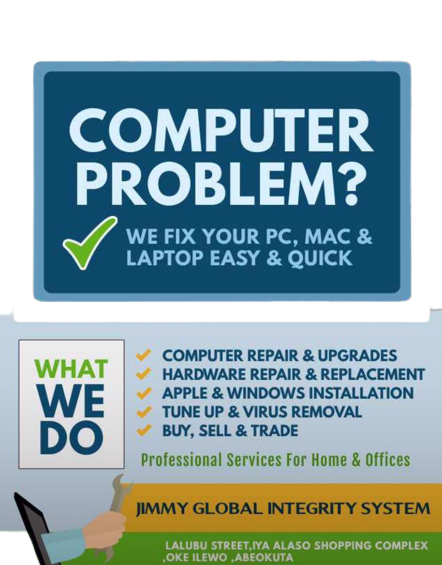 COMPUTER
PROBLEM?
WE FIX YOUR PC, MAC &
LAPTOP EASY & QUICK
WHAT
WE
DO
COMPUTER REPAIR & UPGRADES
HARDWARE REPAIR & REPLACEMENT
APPLE & WINDOWS INSTALLATION
TUNE UP & VIRUS REMOVAL
BUY, SELL & TRADE
Professional Services For Home & Offices
JIMMY GLOBAL INTEGRITY SYSTEM
LALUBU STREET,IYA ALASO SHOPPING COMPLEX
,OKE ILEWO ,ABEOKUTA